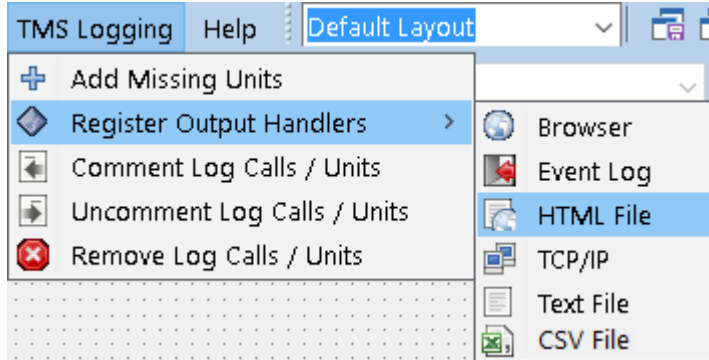 TMS Logging Help Default Layout
Add Missing Units
Register Output Handlers
Comment Log Calls / Units
Uncomment Log Calls / Units
Remove Log Calls / Units
Browser
Event Log
HTML File
TCP/IP
Text File
CSV File